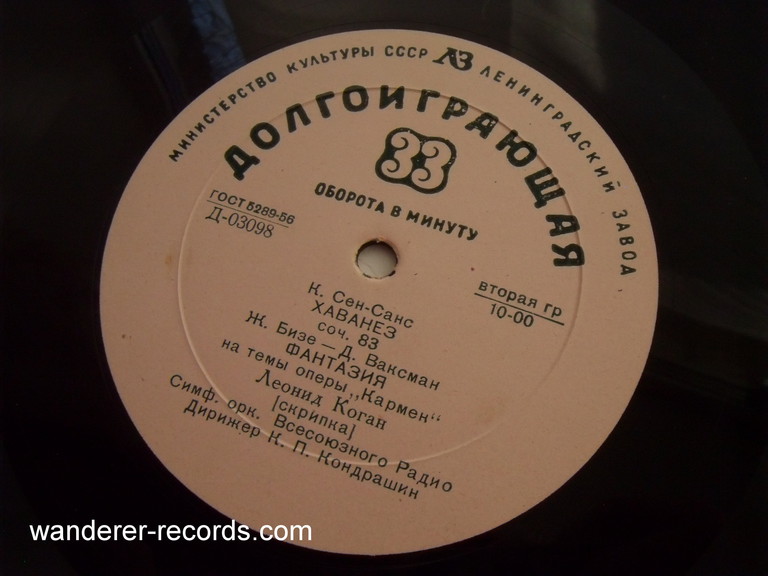 МИНИСТЕРСТВО КУЛЬТУРЫ СССР ЛЗ ЛЕНИНГРАДСКИЙ ЗАВОД
ДОЛГОИГРАЮЩАЯ
33
ОБОРОТА В МИНУТУ
ГОСТ 5289-56
Д-03098
вторая гр
10-00
К. Сен-Санс
ХАВАНЕЗ
соч. 83
Ж. Бизе — Д. Ваксман
ФАНТАЗИЯ
на темы оперы „Кармен“
Леонид Коган
[скрипка]
Симф. орк. Всесоюзного Радио
Дирижер К. П. Кондрашин
wanderer-records.com